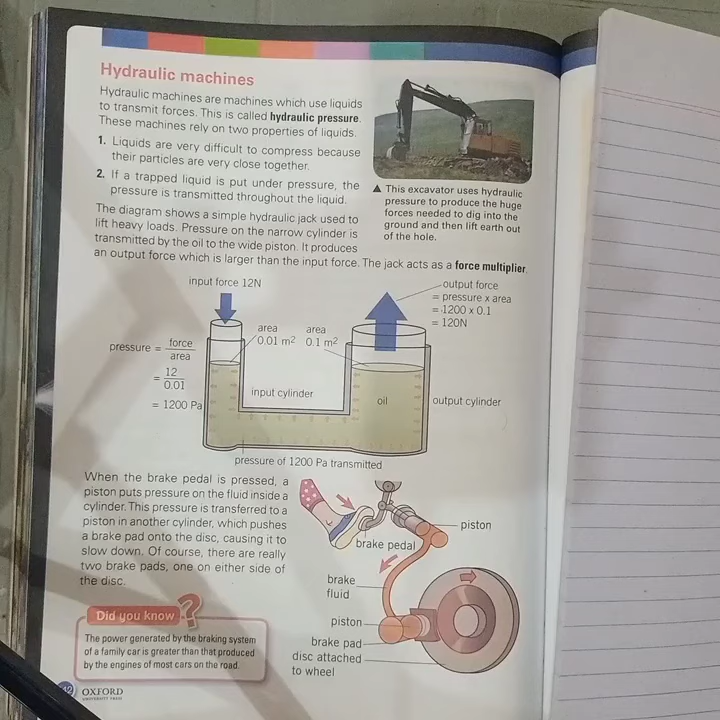 Hydraulic machines
Hydraulic machines are machines which use liquids
to transmit forces. This is called hydraulic pressure.
These machines rely on two properties of liquids.
1. Liquids are very difficult to compress because
their particles are very close together.
2. If a trapped liquid is put under pressure, the
pressure is transmitted throughout the liquid.
▲ This excavator uses hydraulic
pressure to produce the huge
forces needed to dig into the
ground and then lift earth out
of the hole.
The diagram shows a simple hydraulic jack used to
lift heavy loads. Pressure on the narrow cylinder is
transmitted by the oil to the wide piston. It produces
an output force which is larger than the input force. The jack acts as a force multiplier.
input force 12N
output force
= pressure x area
= 1200 x 0.1
= 120N
area
0.01 m²
area
0.1 m²
pressure = force
area
= 12
0.01
= 1200 Pa
input cylinder
oil
output cylinder
pressure of 1200 Pa transmitted
When the brake pedal is pressed, a
piston puts pressure on the fluid inside a
cylinder. This pressure is transferred to a
piston in another cylinder, which pushes
a brake pad onto the disc, causing it to
slow down. Of course, there are really
two brake pads, one on either side of
the disc.
piston
brake pedal
brake
fluid
piston
brake pad
disc attached
to wheel
Did you know ?
The power generated by the braking system
of a family car is greater than that produced
by the engines of most cars on the road.
OXFORD
UNIVERSITY PRESS